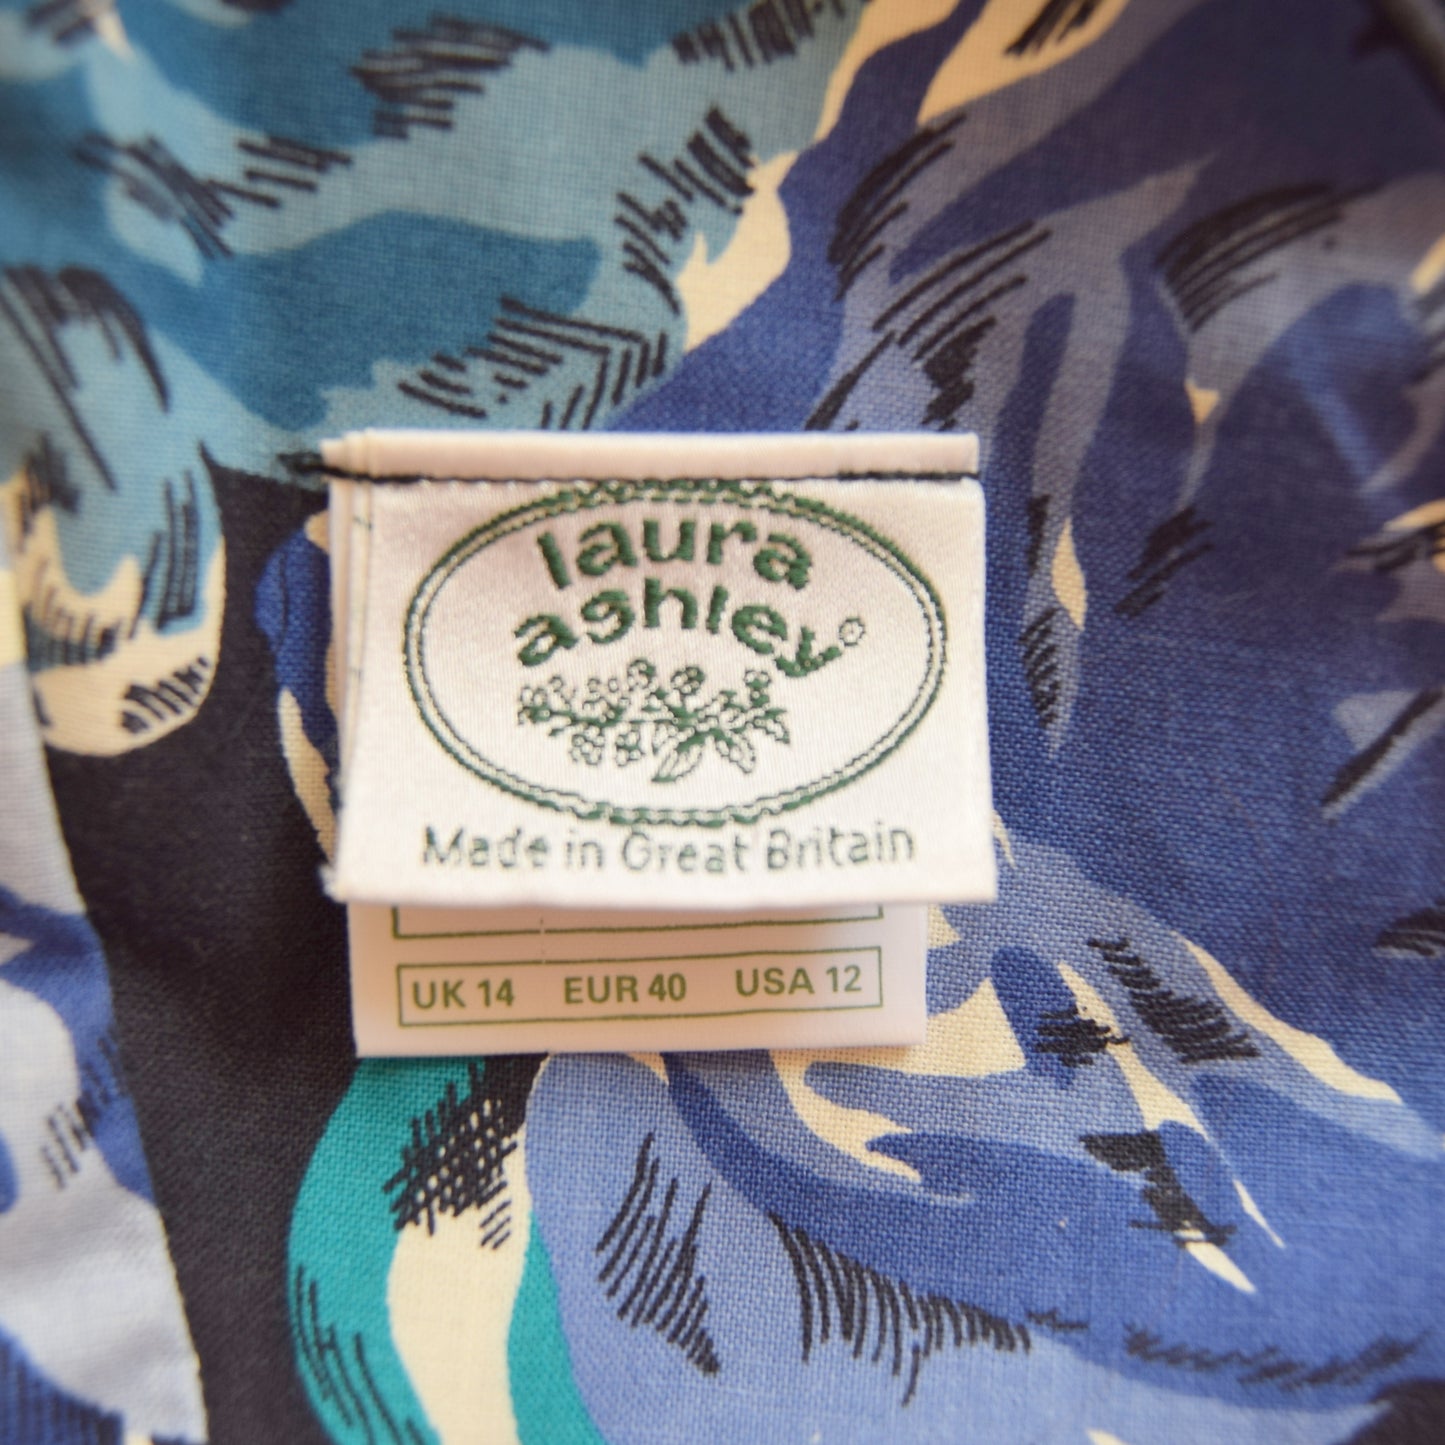 laura
ashley®
Made in Great Britain
UK 14 EUR 40 USA 12